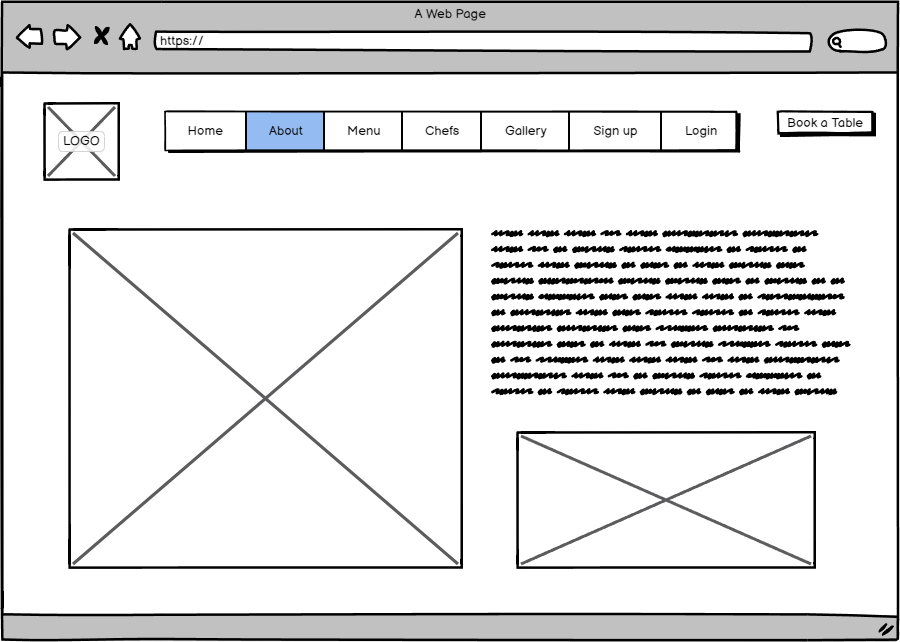 A Web Page
https://
LOGO
Home About Menu Chefs Gallery Sign up Login
Book a Table